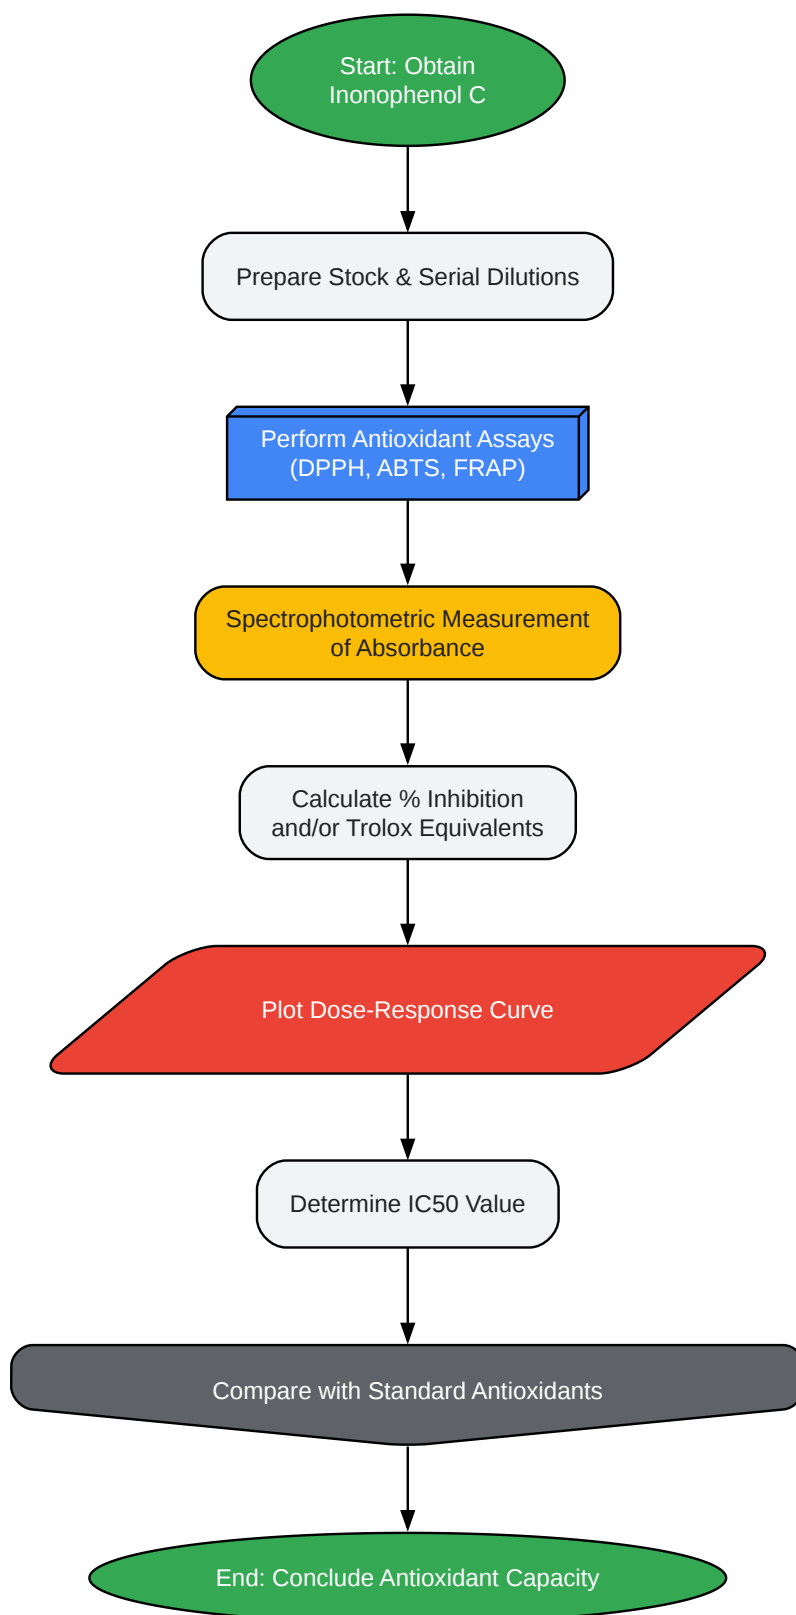 Start: Obtain
Inonophenol C
Prepare Stock & Serial Dilutions
Perform Antioxidant Assays
(DPPH, ABTS, FRAP)
Spectrophotometric Measurement
of Absorbance
Calculate % Inhibition
and/or Trolox Equivalents
Plot Dose-Response Curve
Determine IC50 Value
Compare with Standard Antioxidants
End: Conclude Antioxidant Capacity